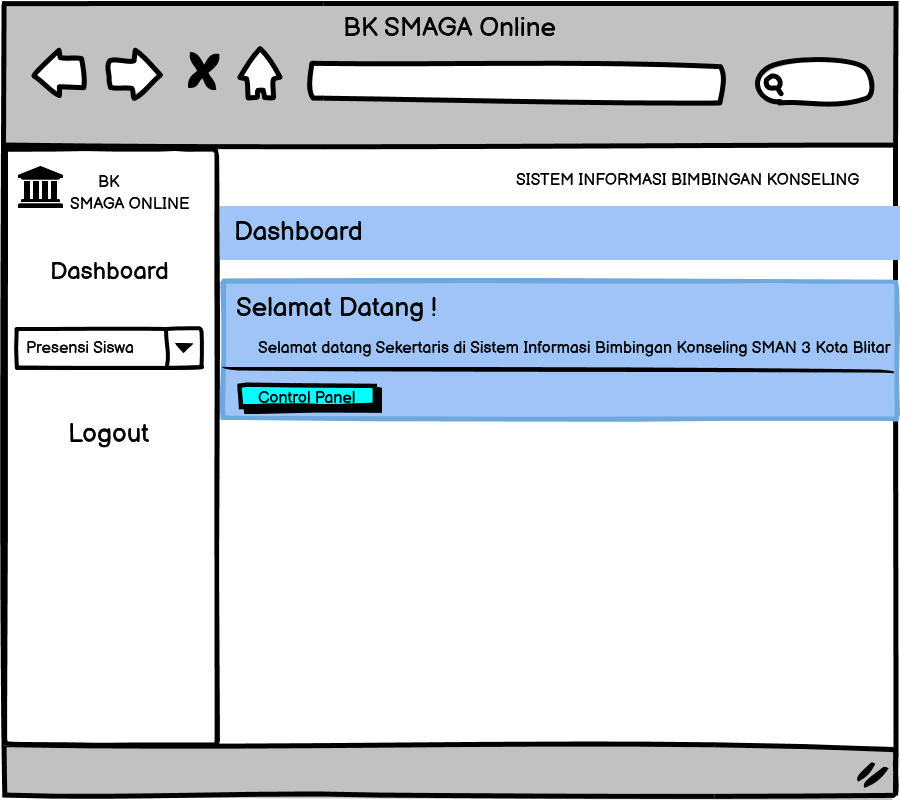 BK SMAGA Online
BK
SMAGA ONLINE
Dashboard
Presensi Siswa
Logout
SISTEM INFORMASI BIMBINGAN KONSELING
Dashboard
Selamat Datang !
Selamat datang Sekertaris di Sistem Informasi Bimbingan Konseling SMAN 3 Kota Blitar
Control Panel